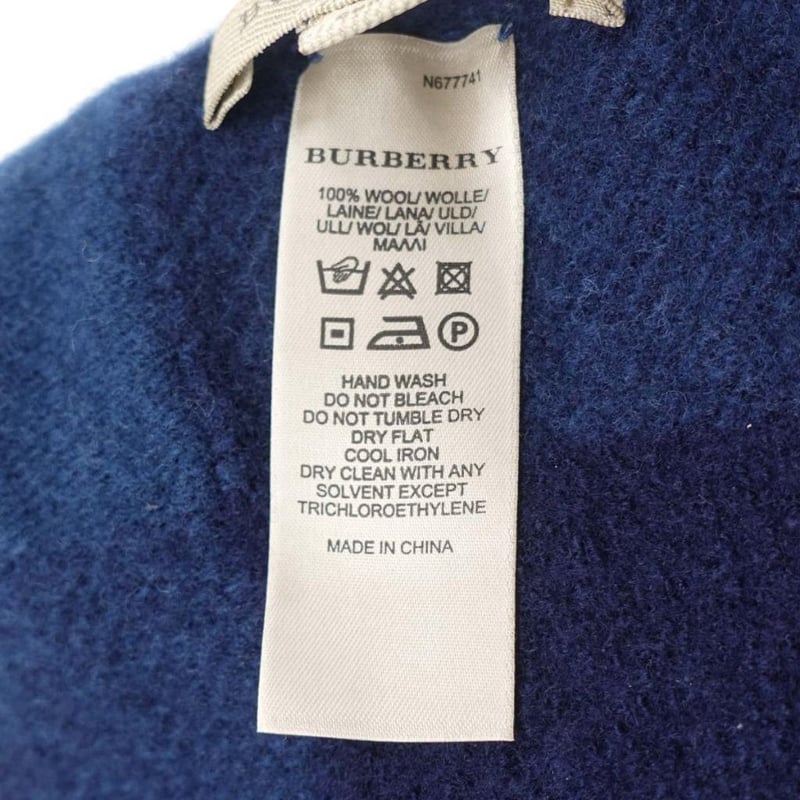 N677741
BURBERRY
100% WOOL/ WOLLE/
LAINE/ LANA/ ULD/
ULL/ WOL/ LÃ/ VILLA/
ΜΑΛΛΙ
P
HAND WASH
DO NOT BLEACH
DO NOT TUMBLE DRY
DRY FLAT
COOL IRON
DRY CLEAN WITH ANY
SOLVENT EXCEPT
TRICHLOROETHYLENE
MADE IN CHINA